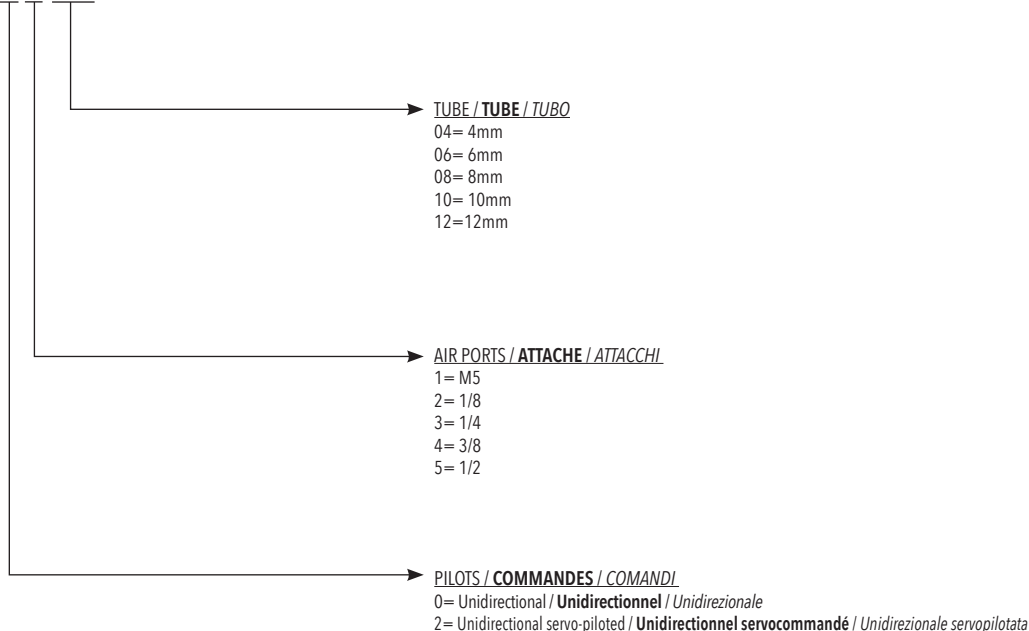 TUBE / TUBE / TUBO
04= 4mm
06= 6mm
08= 8mm
10= 10mm
12=12mm
AIR PORTS / ATTACHE / ATTACCHI
1= M5
2= 1/8
3= 1/4
4= 3/8
5= 1/2
PILOTS / COMMANDES / COMANDI
0= Unidirectional / Unidirectionnel / Unidirezionale
2= Unidirectional servo-piloted / Unidirectionnel servocommandé / Unidirezionale servopilotata